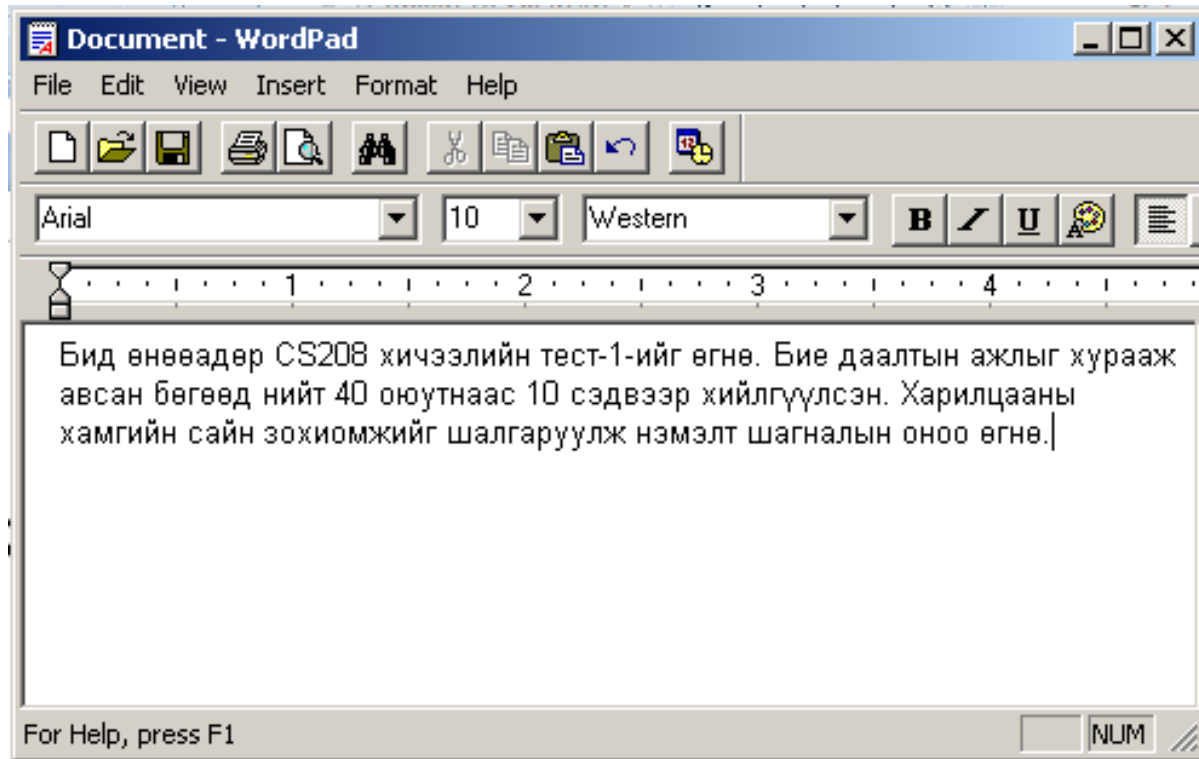 Document - WordPad
File Edit View Insert Format Help
Arial 10 Western B I U
1 2 3 4
Бид өнөөадөр CS208 хичээлийн тест-1-ийг өгнө. Бие даалтын ажлыг хурааж
авсан бөгөөд нийт 40 оюутнаас 10 сэдвээр хийлгүүлсэн. Харилцааны
хамгийн сайн зохиомжийг шалгаруулж нэмэлт шагналын оноо өгнө.
For Help, press F1 NUM